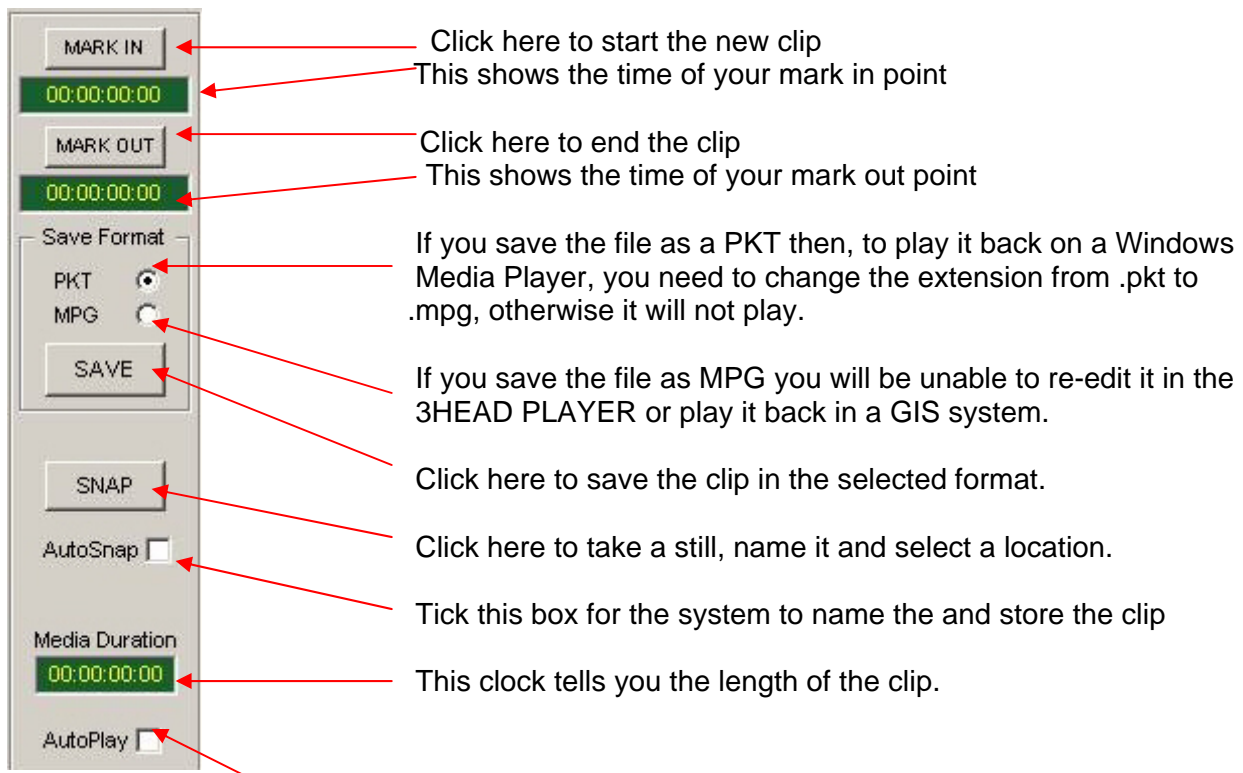 MARK IN
Click here to start the new clip
This shows the time of your mark in point
00:00:00:00
MARK OUT
Click here to end the clip
This shows the time of your mark out point
00:00:00:00
Save Format
PKT
MPG
SAVE
If you save the file as a PKT then, to play it back on a Windows
Media Player, you need to change the extension from .pkt to
.mpg, otherwise it will not play.
If you save the file as MPG you will be unable to re-edit it in the
3HEAD PLAYER or play it back in a GIS system.
Click here to save the clip in the selected format.
SNAP
Click here to take a still, name it and select a location.
AutoSnap
Tick this box for the system to name the and store the clip
Media Duration
00:00:00:00
This clock tells you the length of the clip.
AutoPlay